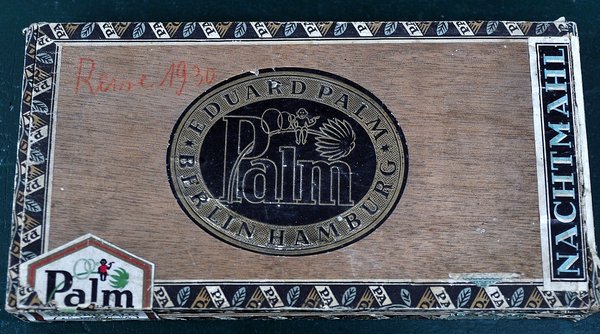 Reise 1930
EDUARD PALM
Palm
BERLIN HAMBURG
NACHTMAHL
Palm